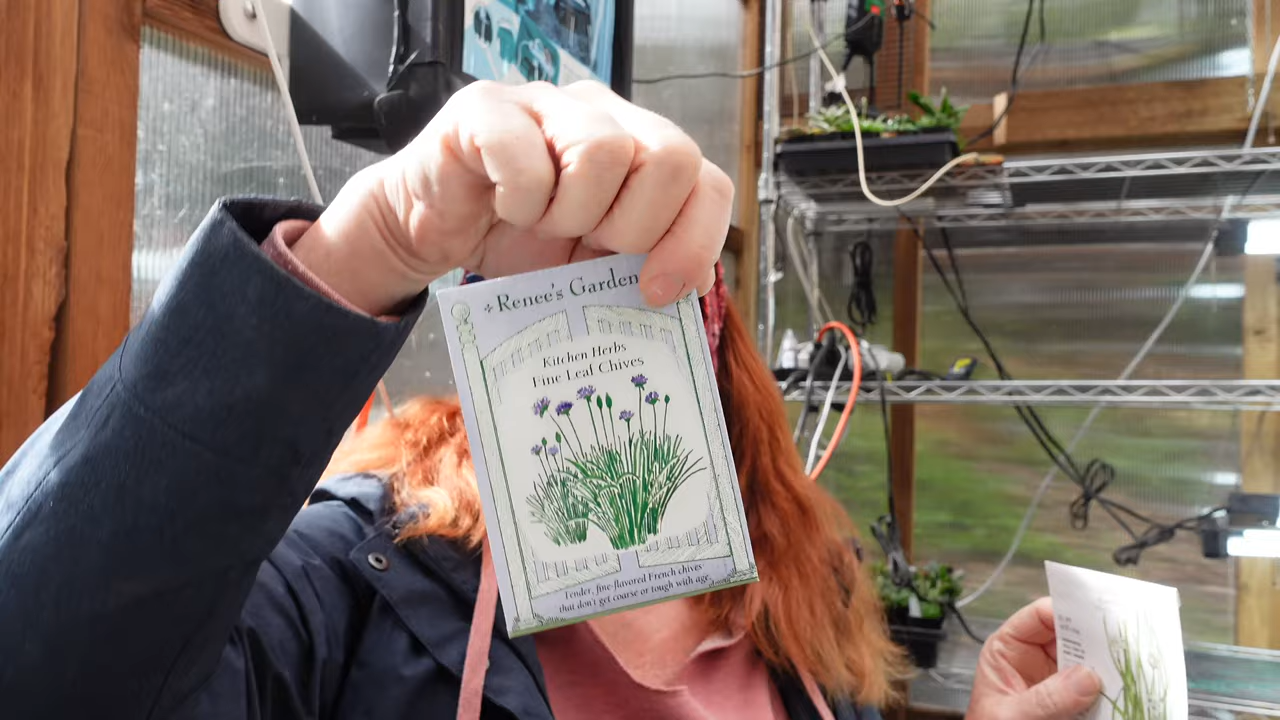 Renee's Garden
Kitchen Herbs
Fine Leaf Chives
Tender, fine-flavored French chives
that don't get coarse or tough with age.